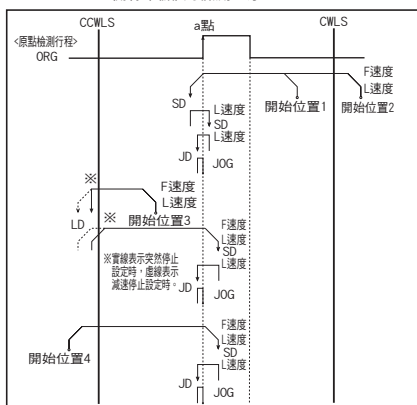 CCWLS
a點
CWLS
<原點檢測行程>
ORG
F速度
L速度
SD
開始位置1
開始位置2
L速度
SD
L速度
JD
JOG
※
F速度
L速度
LD
※
開始位置3
F速度
L速度
SD
※實線表示突然停止
設定時，虛線表示
減速停止設定時。
L速度
JD
JOG
F速度
L速度
SD
開始位置4
L速度
JD
JOG